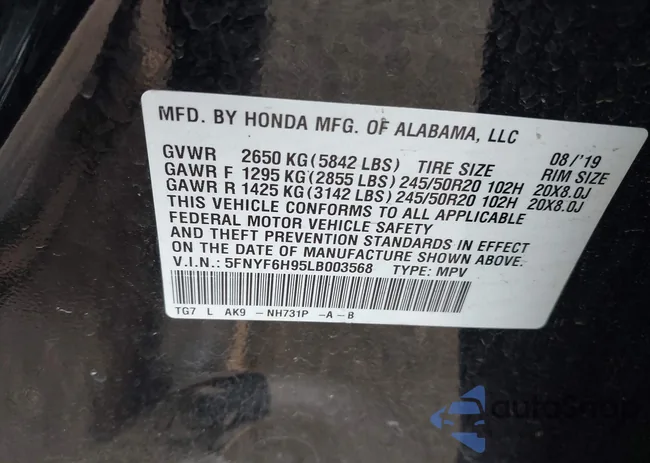 MFD. BY HONDA MFG. OF ALABAMA, LLC
08/'19
GVWR 2650 KG(5842 LBS) TIRE SIZE RIM SIZE
GAWR F 1295 KG(2855 LBS) 245/50R20 102H 20X8.0J
GAWR R 1425 KG(3142 LBS) 245/50R20 102H 20X8.0J
THIS VEHICLE CONFORMS TO ALL APPLICABLE
FEDERAL MOTOR VEHICLE SAFETY
AND THEFT PREVENTION STANDARDS IN EFFECT
ON THE DATE OF MANUFACTURE SHOWN ABOVE.
V.I.N.: 5FNYF6H95LB003568 TYPE: MPV
TG7 L AK9 -NH731P -A-B
autoSnap